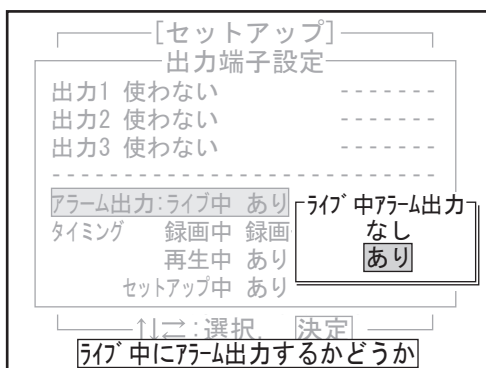 [セットアップ]
出力端子設定
出力1 使わない -------
出力2 使わない -------
出力3 使わない -------
アラーム出力:ライブ中 あり
タイミング 録画中 録画
再生中 あり
セットアップ中 あり
ライブ中アラーム出力
なし
あり
↑↓⇄:選択, 決定
ライブ中にアラーム出力するかどうか